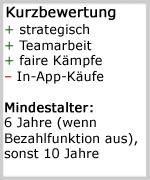 Kurzbewertung
+ strategisch
+ Teamarbeit
+ faire Kämpfe
– In-App-Käufe
Mindestalter:
6 Jahre (wenn
Bezahlfunktion aus),
sonst 10 Jahre